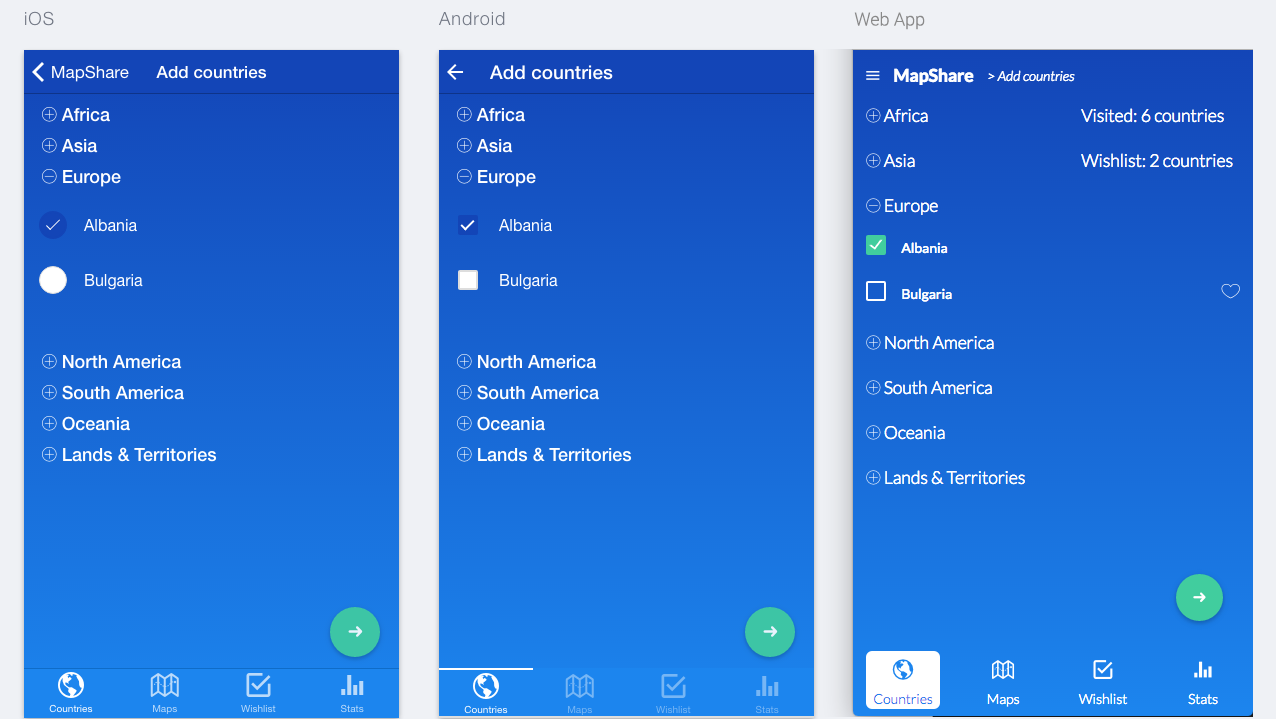 iOS
MapShare Add countries
Africa
Asia
Europe
Albania
Bulgaria
North America
South America
Oceania
Lands & Territories
Countries Maps Wishlist Stats
Android
Add countries
Africa
Asia
Europe
Albania
Bulgaria
North America
South America
Oceania
Lands & Territories
Countries Maps Wishlist Stats
Web App
MapShare > Add countries
Africa Visited: 6 countries
Asia Wishlist: 2 countries
Europe
Albania
Bulgaria
North America
South America
Oceania
Lands & Territories
Countries Maps Wishlist Stats